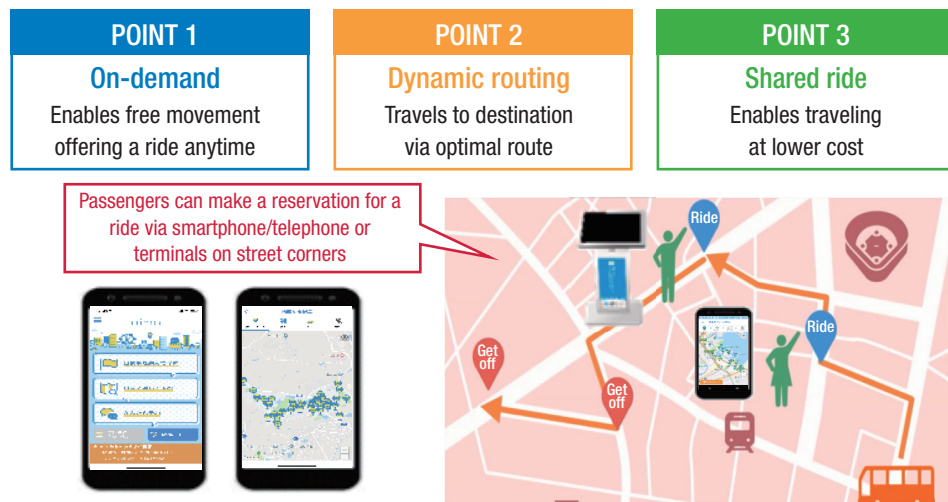 POINT 1
On-demand
Enables free movement
offering a ride anytime
POINT 2
Dynamic routing
Travels to destination
via optimal route
POINT 3
Shared ride
Enables traveling
at lower cost
Passengers can make a reservation for a
ride via smartphone/telephone or
terminals on street corners
Ride
Ride
Get
off
Get
off